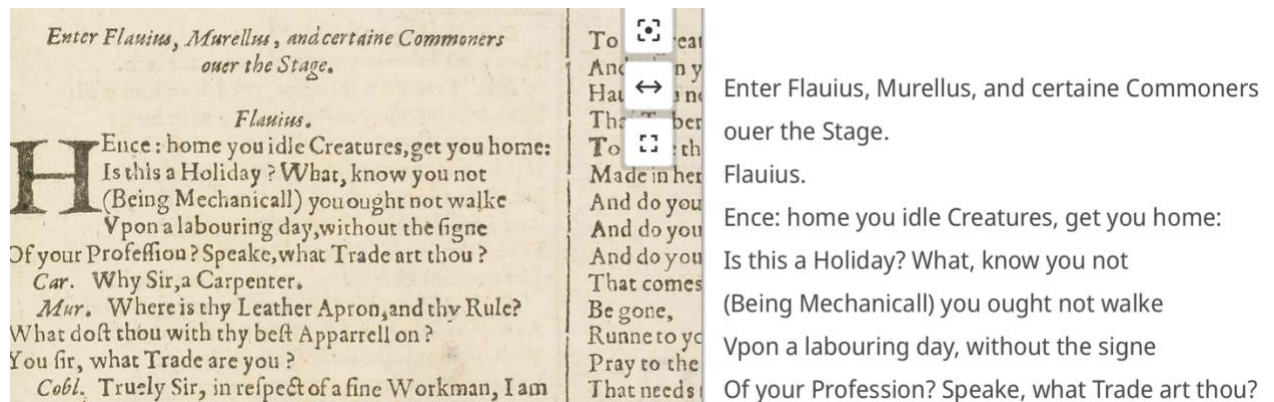 Enter Flauius, Murellus, and certaine Commoners
ouer the Stage.
Flauius.
HEnce: home you idle Creatures, get you home:
Is this a Holiday? What, know you not
(Being Mechanicall) you ought not walke
Vpon a labouring day, without the ſigne
Of your Profeſſion? Speake, what Trade art thou?
Car. Why Sir, a Carpenter.
Mur. Where is thy Leather Apron, and thy Rule?
What doſt thou with thy beſt Apparrell on?
You ſir, what Trade are you?
Cobl. Truely Sir, in reſpect of a fine Workman, I am
To
And
Made in her
And do you
And do you
And do you
That comes
Be gone,
Runne to
Pray to the
That needs
Enter Flauius, Murellus, and certaine Commoners
ouer the Stage.
Flauius.
Ence: home you idle Creatures, get you home:
Is this a Holiday? What, know you not
(Being Mechanicall) you ought not walke
Vpon a labouring day, without the signe
Of your Profession? Speake, what Trade art thou?